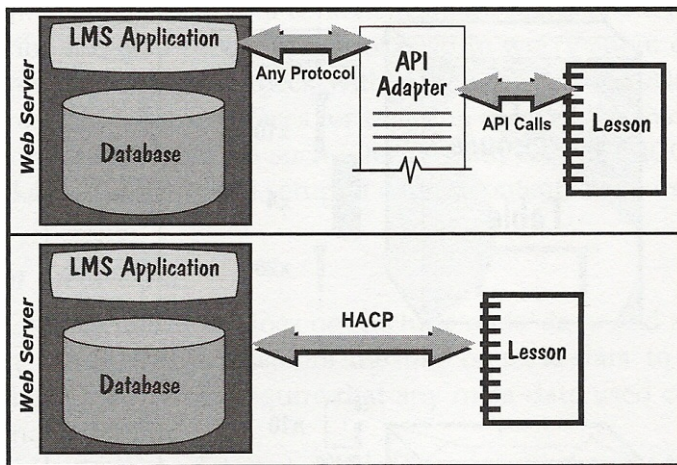 Web Server
LMS Application
Database
Any Protocol
API
Adapter
API Calls
Lesson
Web Server
LMS Application
Database
HACP
Lesson